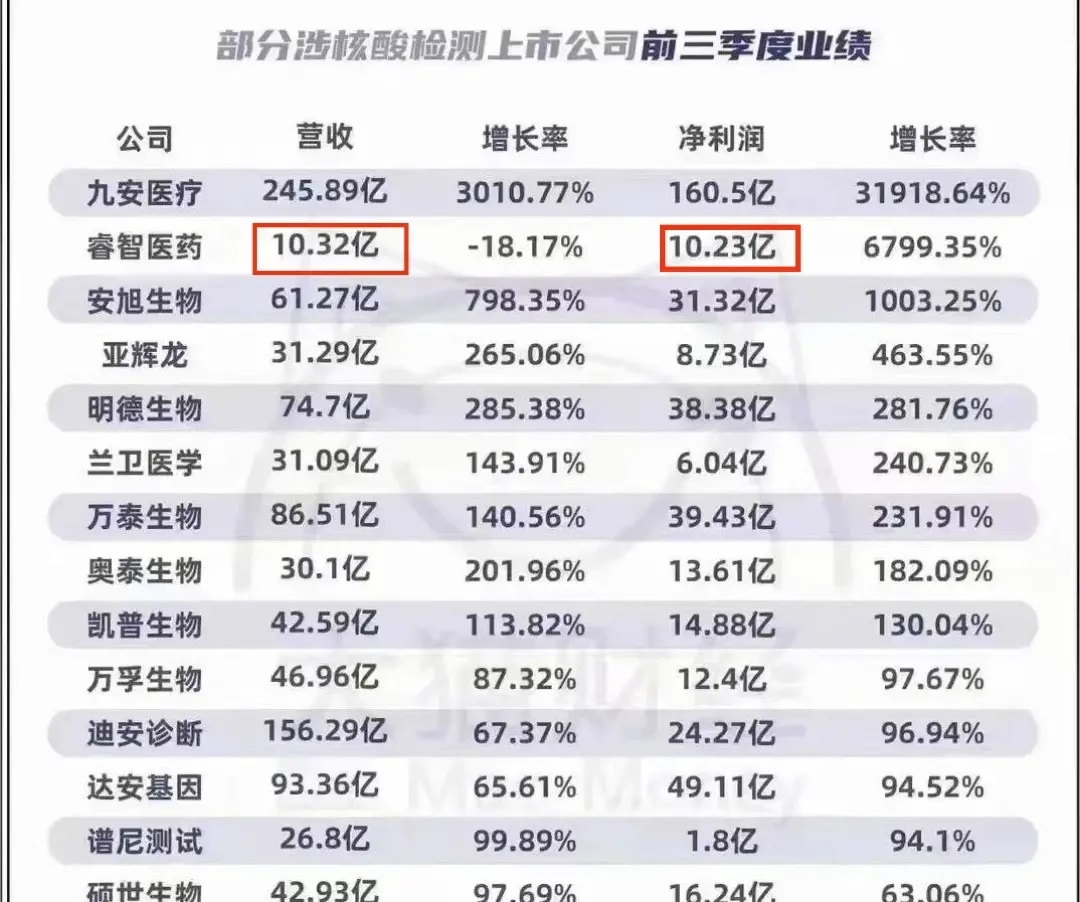 部分涉核酸检测上市公司前三季度业绩
公司 营收 增长率 净利润 增长率
九安医疗 245.89亿 3010.77% 160.5亿 31918.64%
睿智医药 10.32亿 -18.17% 10.23亿 6799.35%
安旭生物 61.27亿 798.35% 31.32亿 1003.25%
亚辉龙 31.29亿 265.06% 8.73亿 463.55%
明德生物 74.7亿 285.38% 38.38亿 281.76%
兰卫医学 31.09亿 143.91% 6.04亿 240.73%
万泰生物 86.51亿 140.56% 39.43亿 231.91%
奥泰生物 30.1亿 201.96% 13.61亿 182.09%
凯普生物 42.59亿 113.82% 14.88亿 130.04%
万孚生物 46.96亿 87.32% 12.4亿 97.67%
迪安诊断 156.29亿 67.37% 24.27亿 96.94%
达安基因 93.36亿 65.61% 49.11亿 94.52%
谱尼测试 26.8亿 99.89% 1.8亿 94.1%
硕世生物 42.93亿 97.69% 16.24亿 63.06%